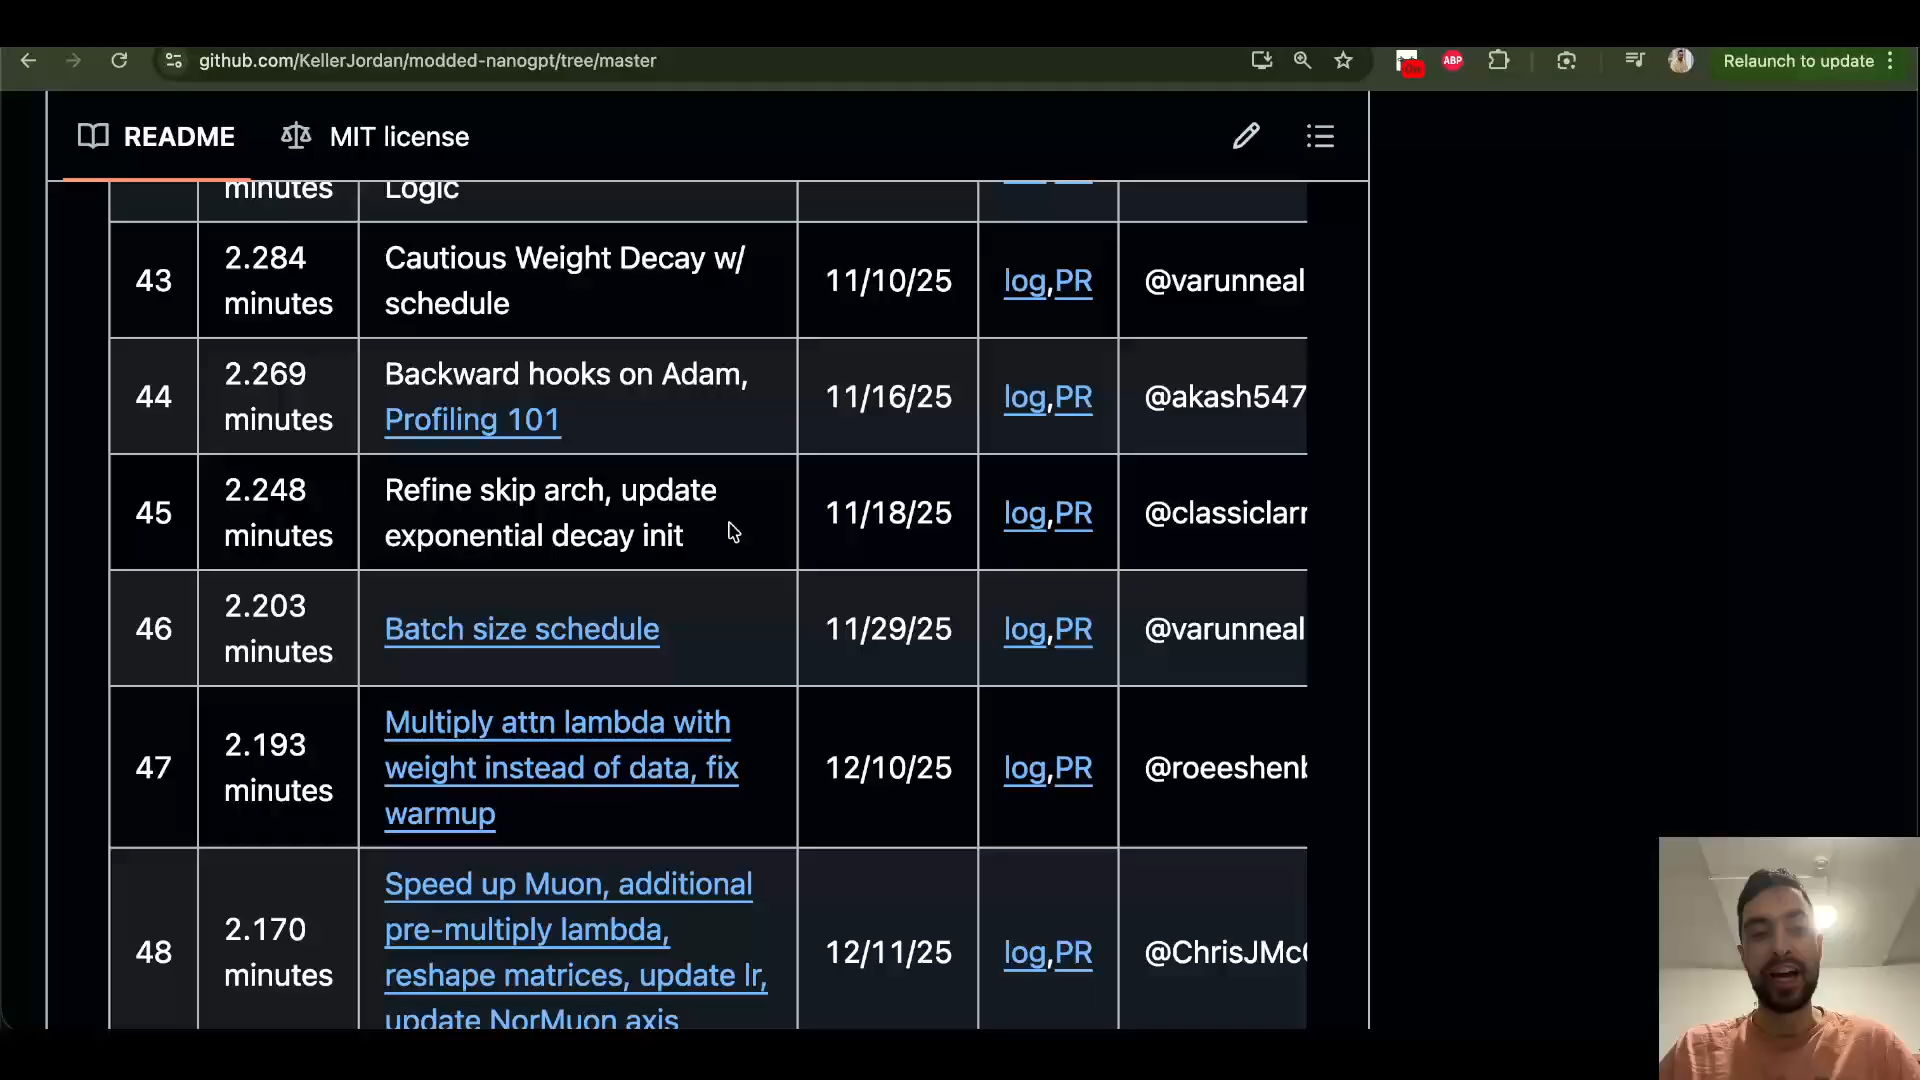 github.com/KellerJordan/modded-nanogpt/tree/master
ABP
Relaunch to update
README
MIT license
minutes
Logic
43
2.284
minutes
Cautious Weight Decay w/
schedule
11/10/25
log,PR
@varunneal
44
2.269
minutes
Backward hooks on Adam,
Profiling 101
11/16/25
log,PR
@akash547
45
2.248
minutes
Refine skip arch, update
exponential decay init
11/18/25
log,PR
@classiclarr
46
2.203
minutes
Batch size schedule
11/29/25
log,PR
@varunneal
47
2.193
minutes
Multiply attn lambda with
weight instead of data, fix
warmup
12/10/25
log,PR
@roeeshenb
48
2.170
minutes
Speed up Muon, additional
pre-multiply lambda,
reshape matrices, update lr,
update NorMuon axis
12/11/25
log,PR
@ChrisJMc